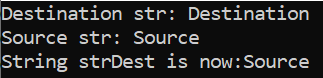 Destination str: Destination
Source str: Source
String strDest is now:Source